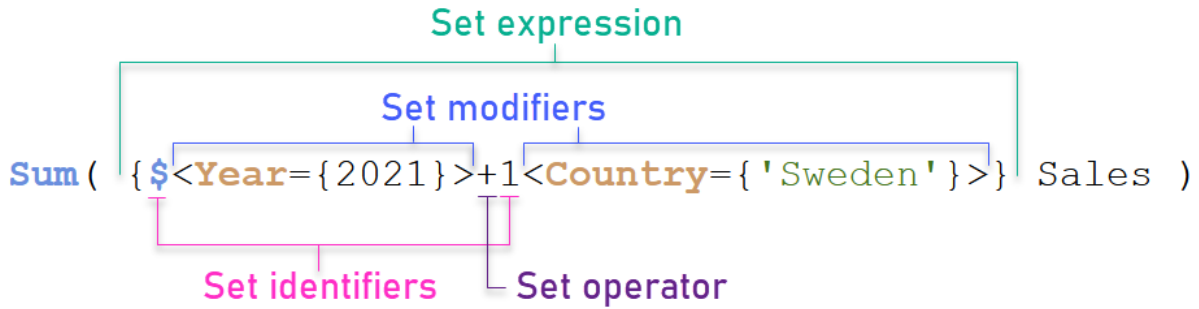 Set expression
Set modifiers
Sum( {$<Year={2021}>+1<Country={'Sweden'}>} Sales )
Set identifiers
Set operator